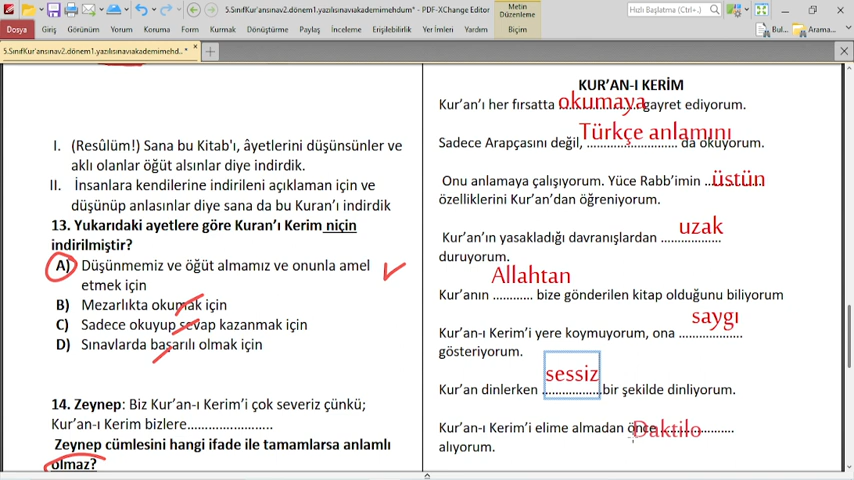 5.SınıfKur'ansınav2.dönem1.yazılısınavıakademimehdum * - PDF-XChange Editor
Metin Düzenleme
Biçim
Hızlı Başlatma (Ctrl+.)
Dosya Giriş Görünüm Yorum Koruma Form Kurmak Dönüştürme Paylaş İnceleme Erişilebilirlik Yer İmleri Yardım Biçim Bul... Arama...
5.SınıfKur'ansınav2.dönem1.yazılısınavıakademimehd.. *
I. (Resûlüm!) Sana bu Kitab'ı, âyetlerini düşünsünler ve
aklı olanlar öğüt alsınlar diye indirdik.
II. İnsanlara kendilerine indirileni açıklaman için ve
düşünüp anlasınlar diye sana da bu Kuran'ı indirdik
13. Yukarıdaki ayetlere göre Kuran'ı Kerim niçin
indirilmiştir?
A) Düşünmemiz ve öğüt almamız ve onunla amel
etmek için
B) Mezarlıkta okumak için
C) Sadece okuyup sevap kazanmak için
D) Sınavlarda başarılı olmak için
14. Zeynep: Biz Kur'an-ı Kerim'i çok severiz çünkü;
Kur'an-ı Kerim bizlere.......................
Zeynep cümlesini hangi ifade ile tamamlarsa anlamlı
olmaz?
KUR'AN-I KERİM
Kur'an'ı her fırsatta okumaya gayret ediyorum.
Sadece Arapçasını değil, Türkçe anlamını da okuyorum.
Onu anlamaya çalışıyorum. Yüce Rabb'imin üstün
özelliklerini Kur'an'dan öğreniyorum.
Kur'an'ın yasakladığı davranışlardan uzak
duruyorum.
Kur'anın Allahtan bize gönderilen kitap olduğunu biliyorum
Kur'an-ı Kerim'i yere koymuyorum, ona saygı
gösteriyorum.
Kur'an dinlerken sessiz bir şekilde dinliyorum.
Kur'an-ı Kerim'i elime almadan önce Daktilo
alıyorum.